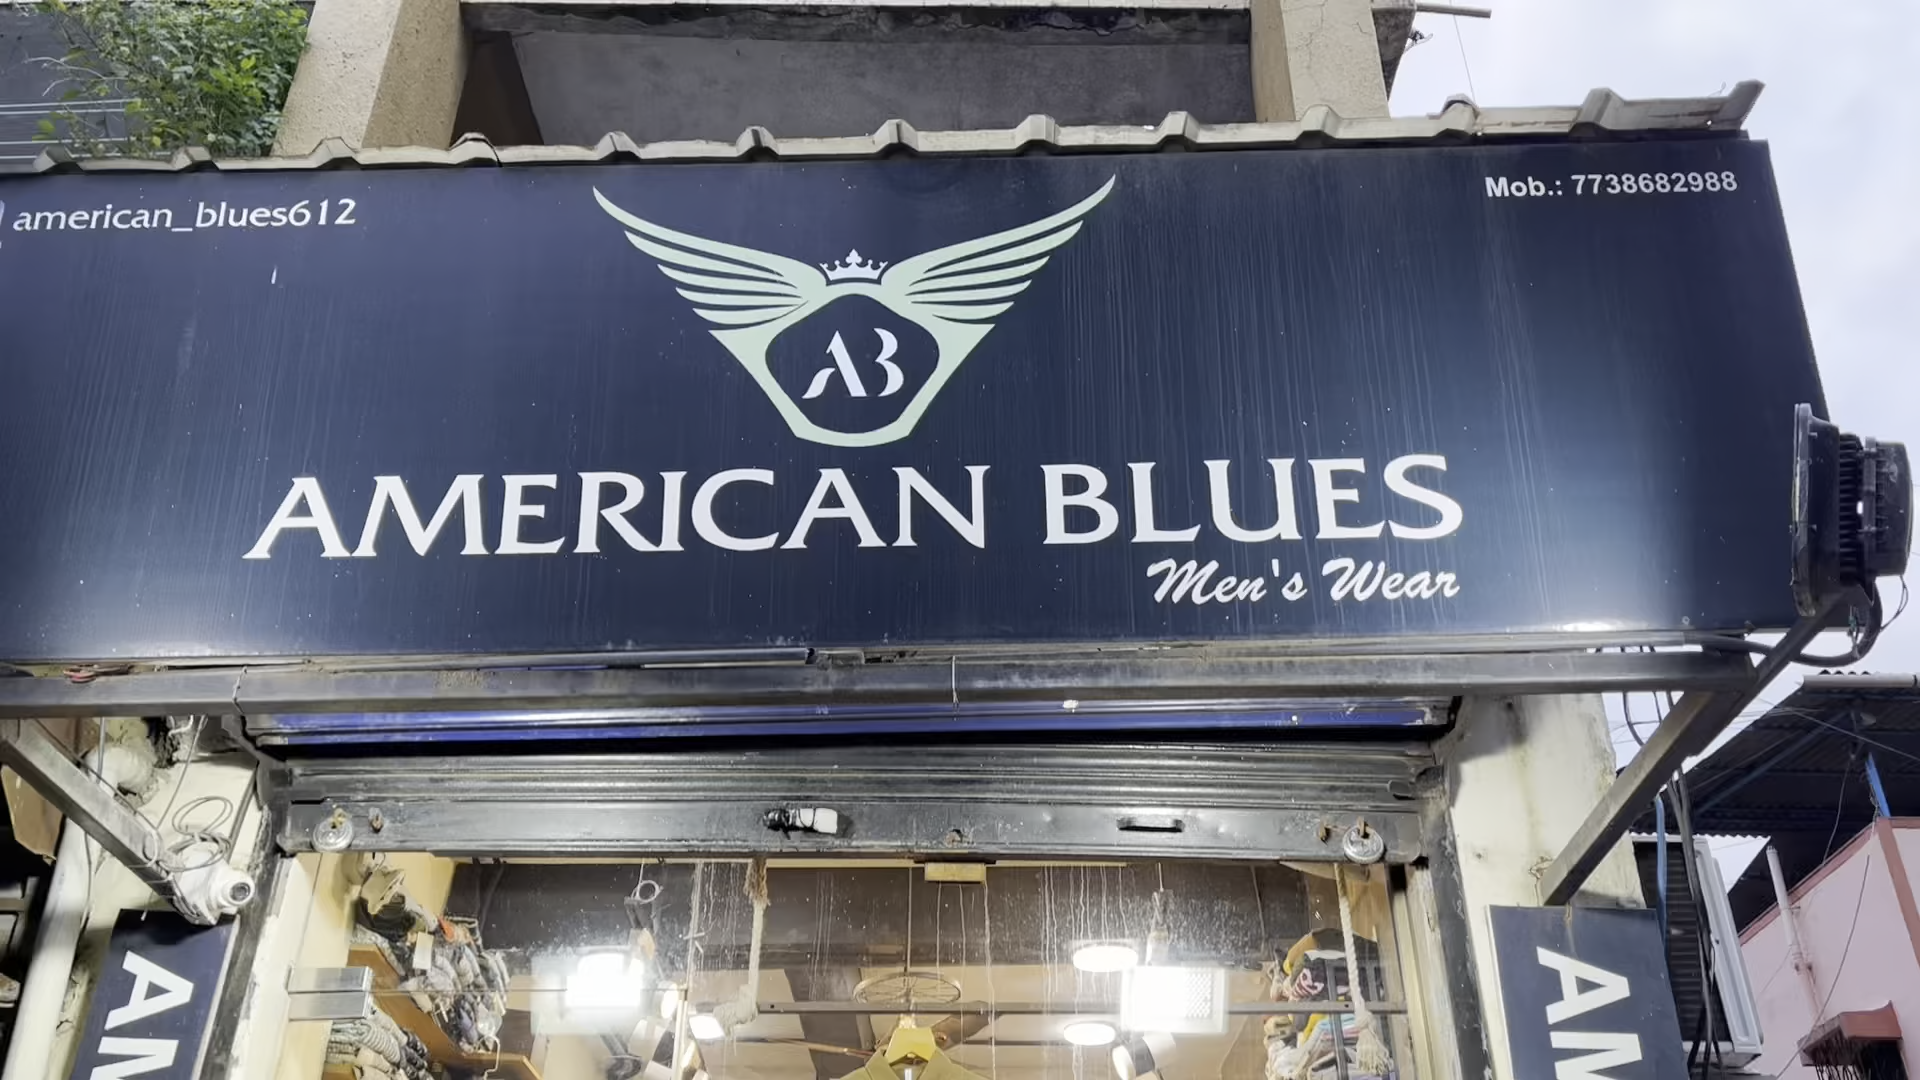 american_blues612
Mob.: 7738682988
AB
AMERICAN BLUES
Men's Wear
AM
AM